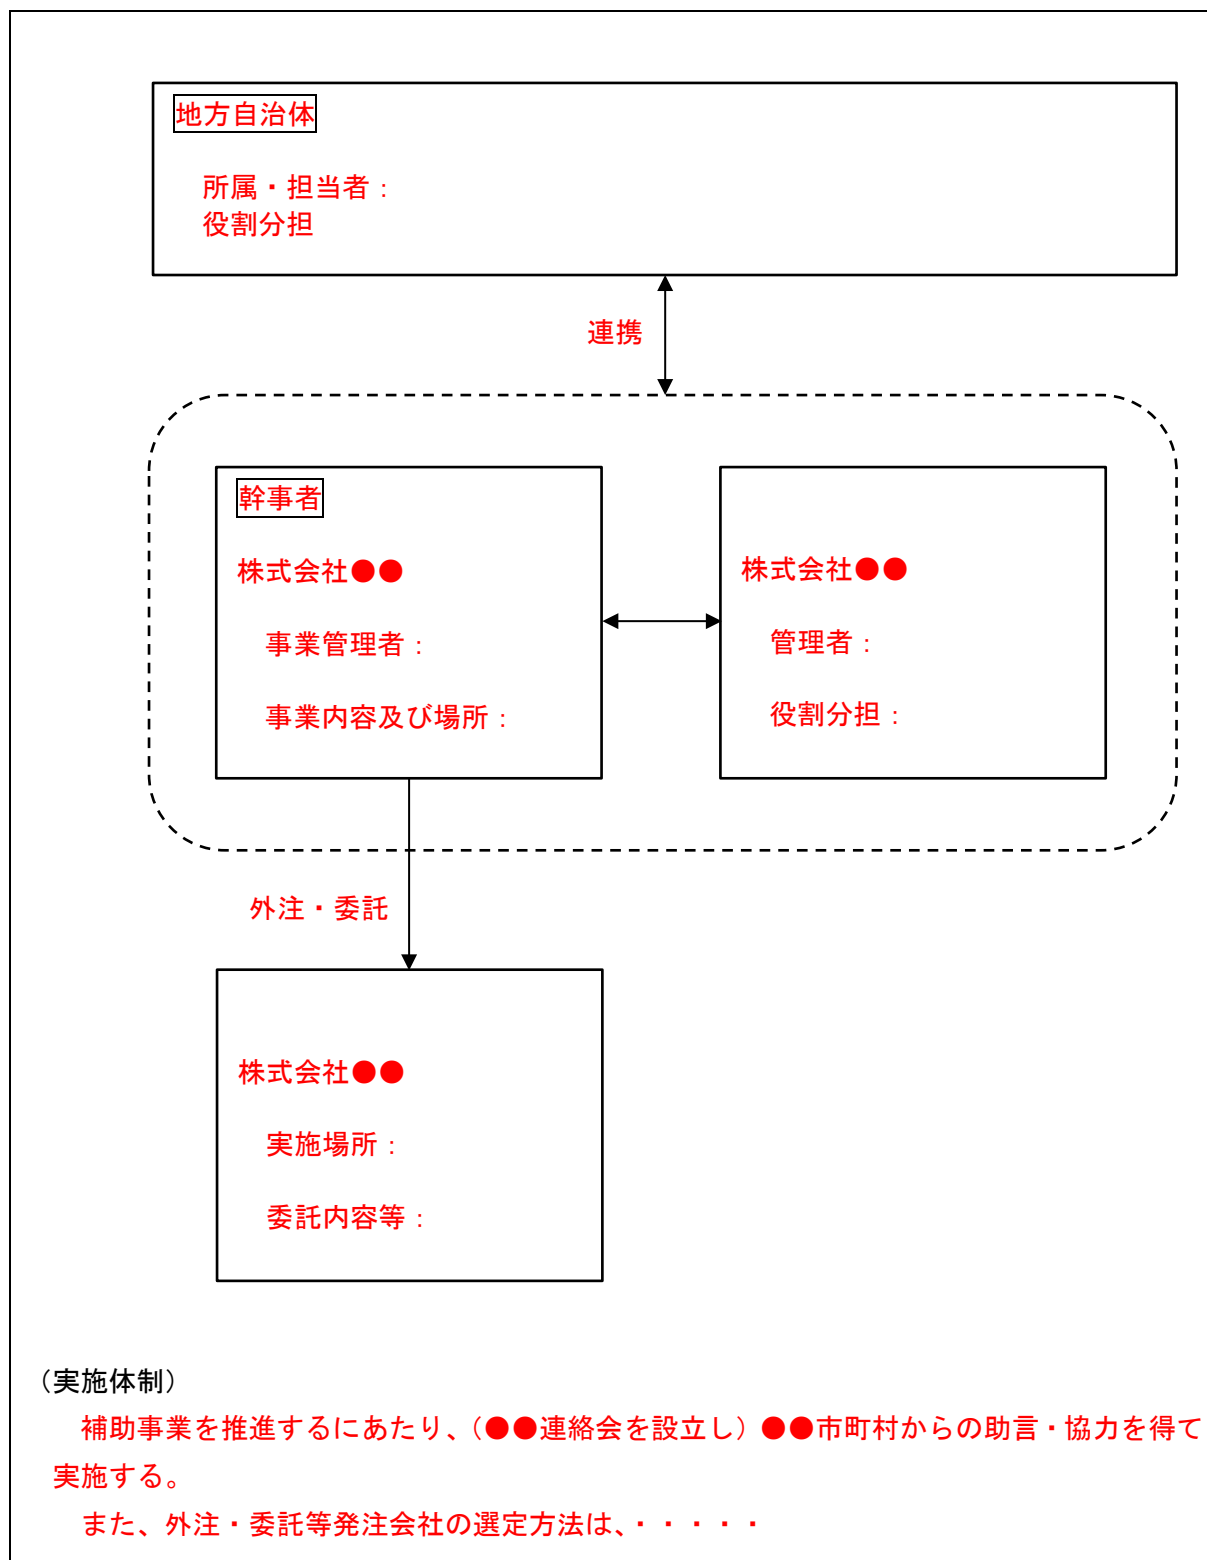 地方自治体
所属・担当者：
役割分担
連携
幹事者
株式会社●●
事業管理者：
事業内容及び場所：
株式会社●●
管理者：
役割分担：
外注・委託
株式会社●●
実施場所：
委託内容等：
（実施体制）
補助事業を推進するにあたり、（●●連絡会を設立し）●●市町村からの助言・協力を得て
実施する。
また、外注・委託等発注会社の選定方法は、・・・・・